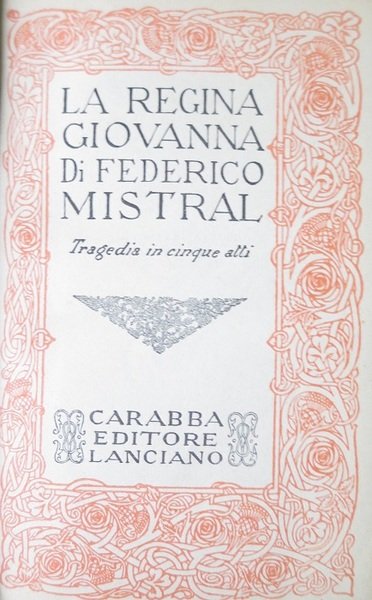 LA REGINA
GIOVANNA
Di FEDERICO
MISTRAL
Tragedia in cinque atti
CARABBA
EDITORE
LANCIANO